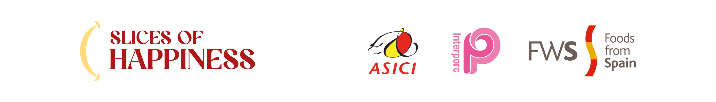 SLICES OF
HAPPINESS
ASICI
Interporc
FWS
Foods
from
Spain